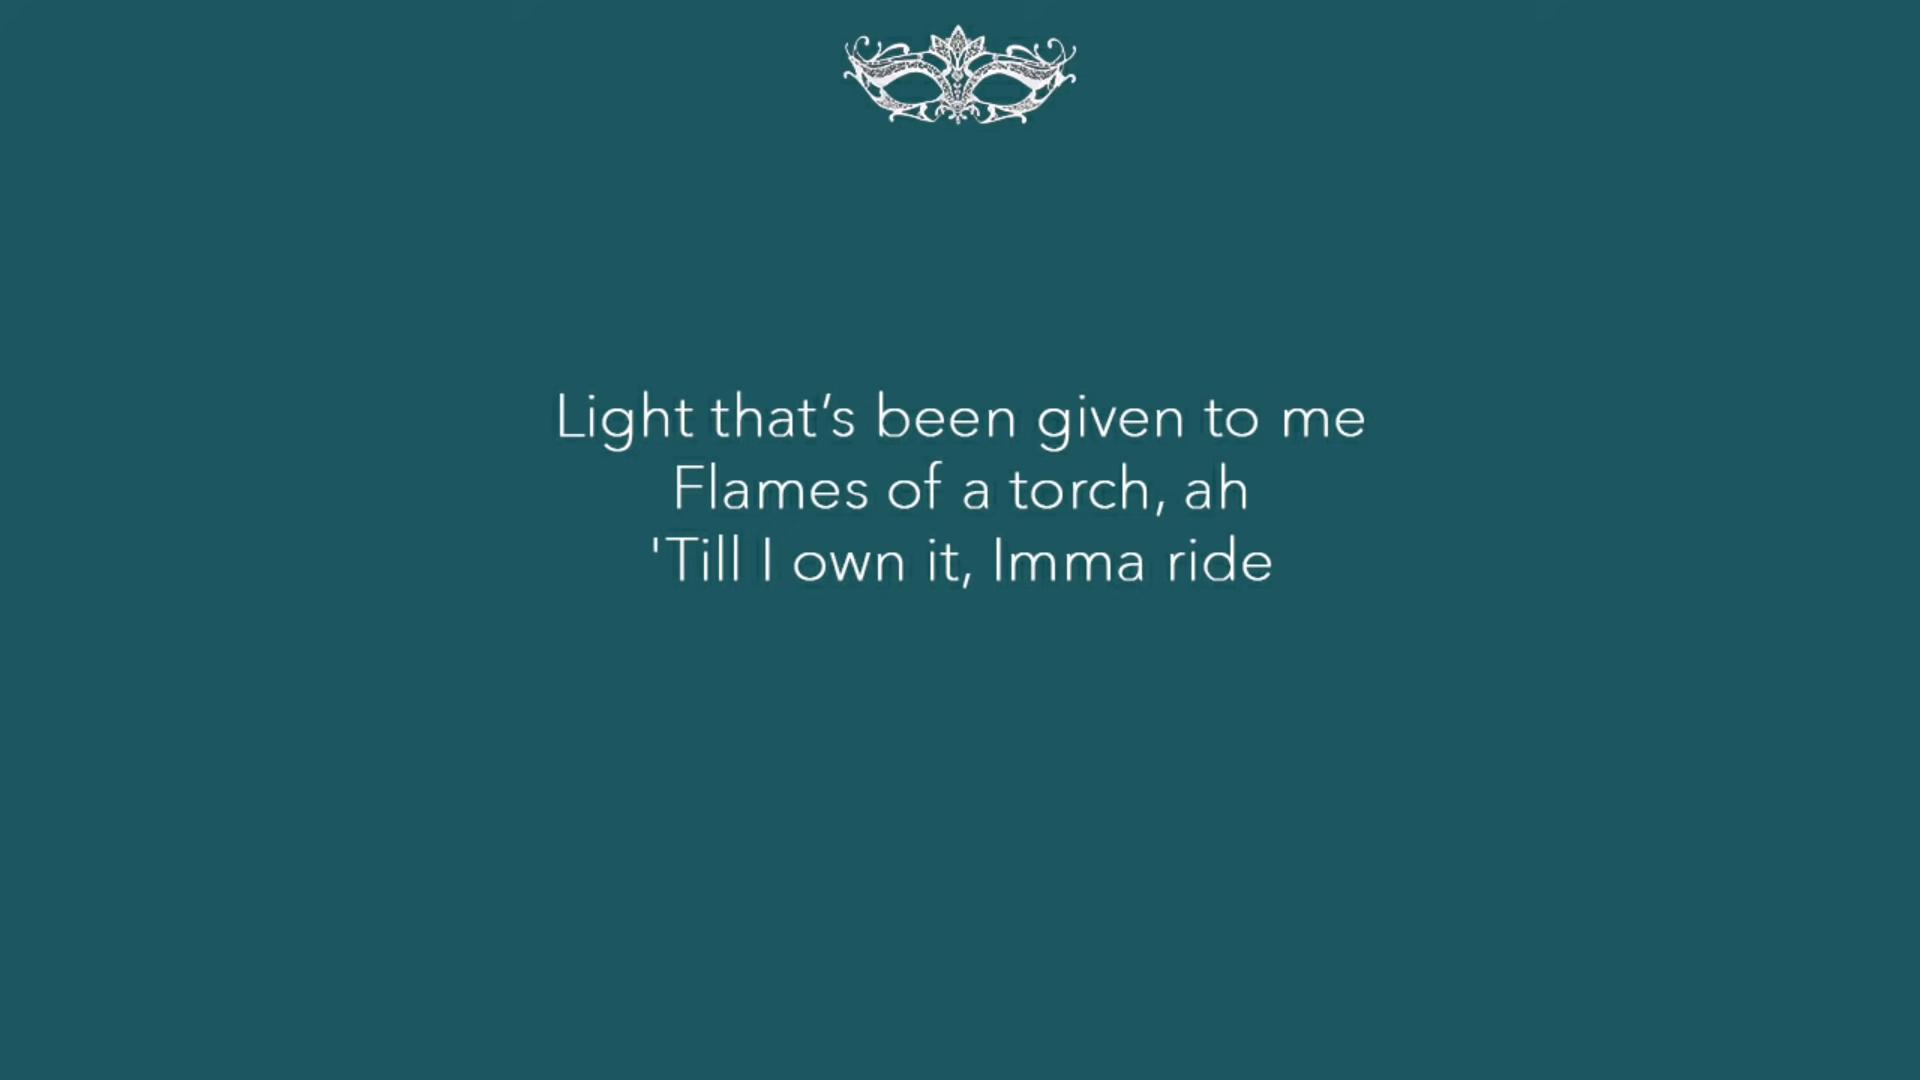 Light that’s been given to me
Flames of a torch, ah
'Till I own it, Imma ride